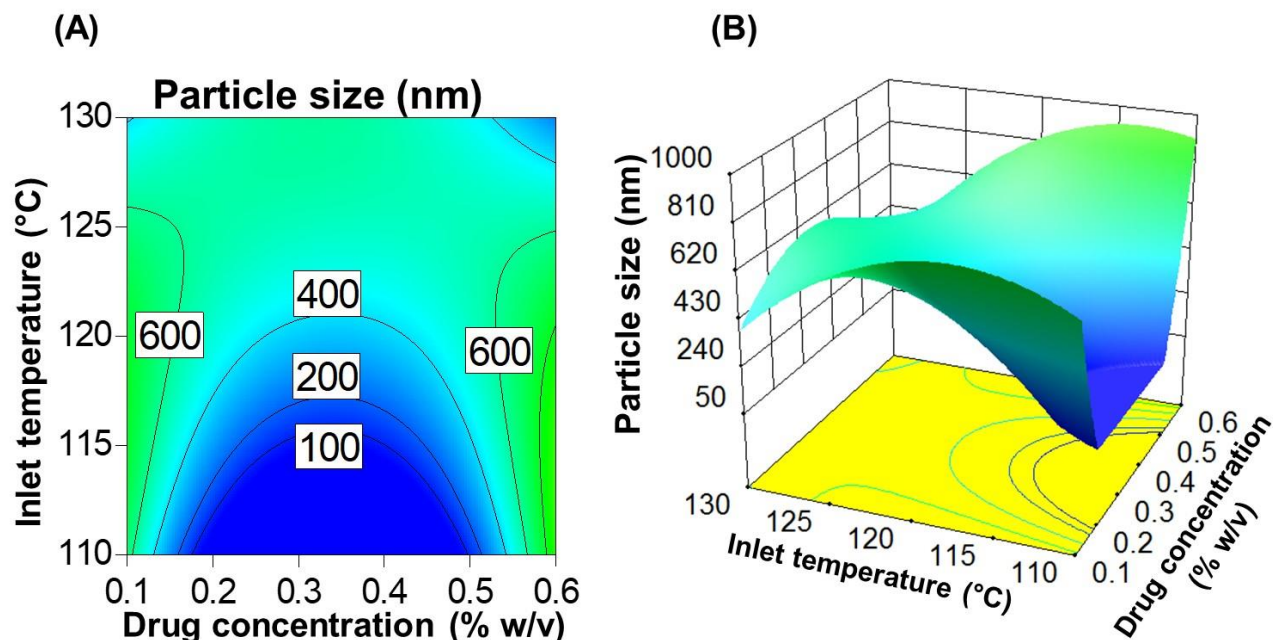 (A)
Particle size (nm)
130
125
120
115
110
Inlet temperature (°C)
400
600
600
200
100
0.1 0.2 0.3 0.4 0.5 0.6
Drug concentration (% w/v)
(B)
1000
810
620
430
240
50
Particle size (nm)
130
125
120
115
110
Inlet temperature (°C)
0.6
0.5
0.4
0.3
0.2
0.1
Drug concentration
(% w/v)